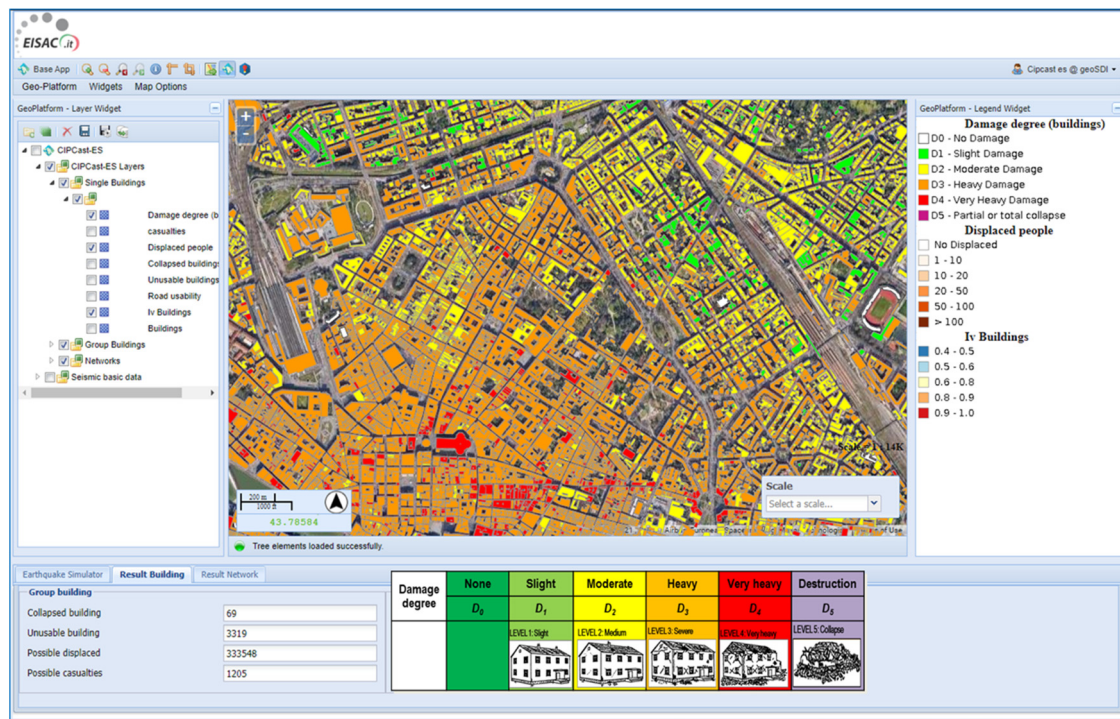 EISAC.it
Base App
Cipcast es @ geoSDI
Geo-Platform Widgets Map Options
GeoPlatform - Layer Widget
CIPCast-ES
CIPCast-ES Layers
Single Buildings
Damage degree (b
casualties
Displaced people
Collapsed buildings
Unusable buildings
Road usability
Iv Buildings
Buildings
Group Buildings
Networks
Seismic basic data
200 m
1000 ft
43.78584
14K
Scale
Select a scale...
of Use
Tree elements loaded successfully.
GeoPlatform - Legend Widget
Damage degree (buildings)
D0 - No Damage
D1 - Slight Damage
D2 - Moderate Damage
D3 - Heavy Damage
D4 - Very Heavy Damage
D5 - Partial or total collapse
Displaced people
No Displaced
1 - 10
10 - 20
20 - 50
50 - 100
> 100
Iv Buildings
0.4 - 0.5
0.5 - 0.6
0.6 - 0.8
0.8 - 0.9
0.9 - 1.0
Earthquake Simulator Result Building Result Network
Group building
Collapsed building 69
Unusable building 3319
Possible displaced 333548
Possible casualties 1205
Damage degree None Slight Moderate Heavy Very heavy Destruction
D0 D1 D2 D3 D4 D5
LEVEL 1: Slight LEVEL 2: Medium LEVEL 3: Severe LEVEL 4: Very heavy LEVEL 5: Collapse